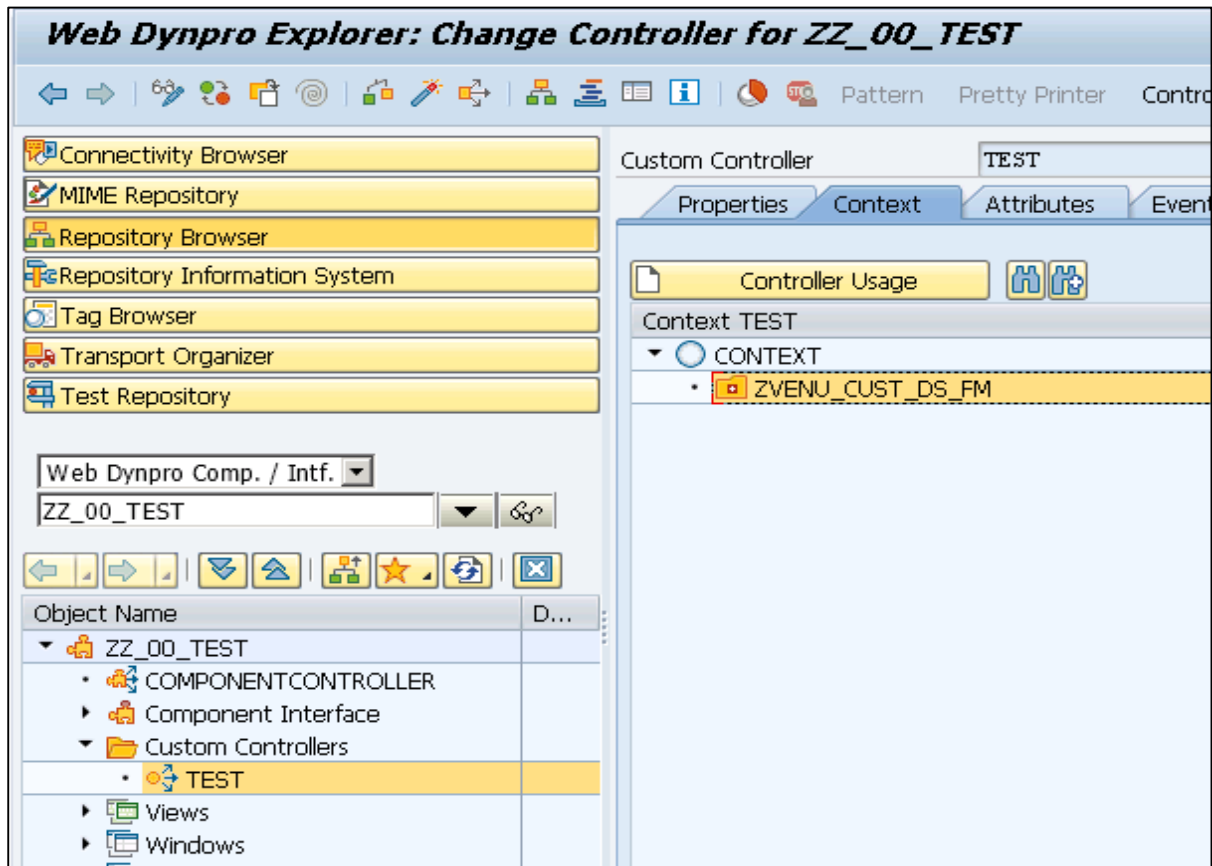 Web Dynpro Explorer: Change Controller for ZZ_00_TEST
Pattern Pretty Printer Contro
Connectivity Browser
MIME Repository
Repository Browser
Repository Information System
Tag Browser
Transport Organizer
Test Repository
Web Dynpro Comp. / Intf.
ZZ_00_TEST
Object Name D...
ZZ_00_TEST
COMPONENTCONTROLLER
Component Interface
Custom Controllers
TEST
Views
Windows
Custom Controller TEST
Properties Context Attributes Event
Controller Usage
Context TEST
CONTEXT
ZVENU_CUST_DS_FM